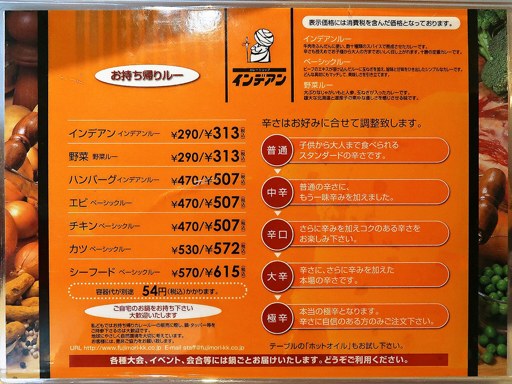 お持ち帰りルー
インデアン
表示価格には消費税を含んだ価格となっております。
インデアンルー
ベーシックルー
野菜ルー
インデアン インデアンルー ¥290/¥313
野菜 野菜ルー ¥290/¥313
ハンバーグ インデアンルー ¥470/¥507
エビ ベーシックルー ¥470/¥507
チキン ベーシックルー ¥470/¥507
カツ ベーシックルー ¥530/¥572
シーフード ベーシックルー ¥570/¥615
容器代が別途 54円(税込)かかります。
ご自宅のお鍋をお持ち下さい
大歓迎いたします
辛さはお好みに合せて調整致します。
普通 子供から大人まで食べられる
スタンダードの辛さです。
中辛 普通の辛さに、
もう一味辛みを加えました。
辛口 さらに辛みを加えコクのある辛さを
お楽しみ下さい。
大辛 辛さに、さらに辛みを加えた
本場の辛さです。
極辛 本当の極辛となります。
辛さに自信のある方のみご注文下さい。
テーブルの「ホットオイル」もお試し下さい。
各種大会、イベント、会合等には鍋ごとお届けいたします。どうぞご利用ください。